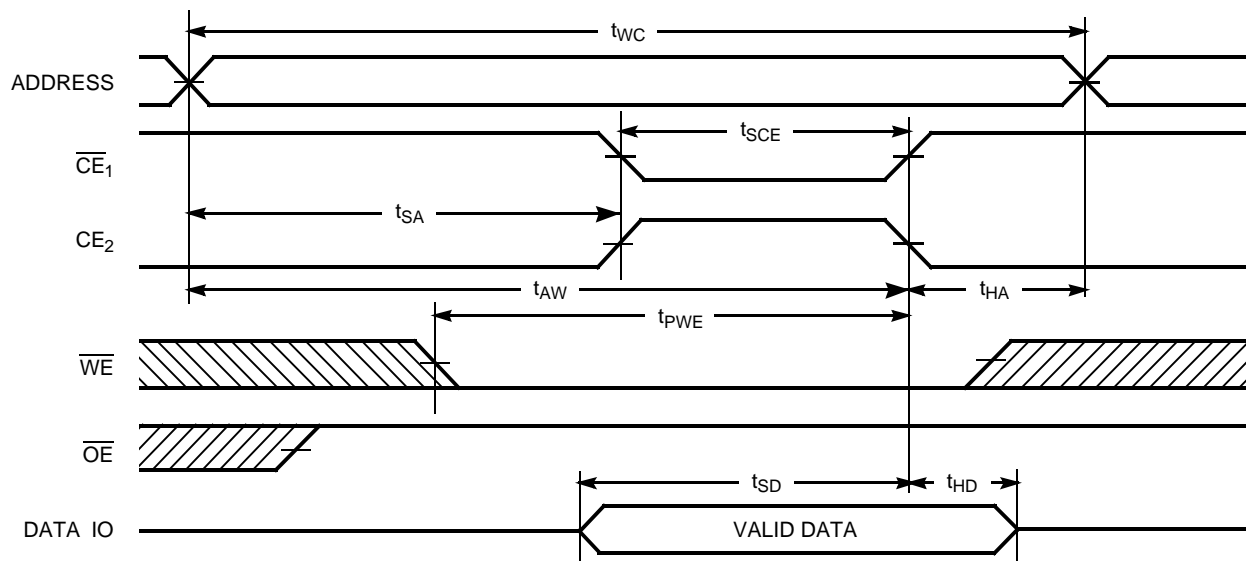 tWC
ADDRESS
tSCE
CE1
tSA
CE2
tAW
tHA
tPWE
WE
OE
tSD
tHD
DATA IO
VALID DATA